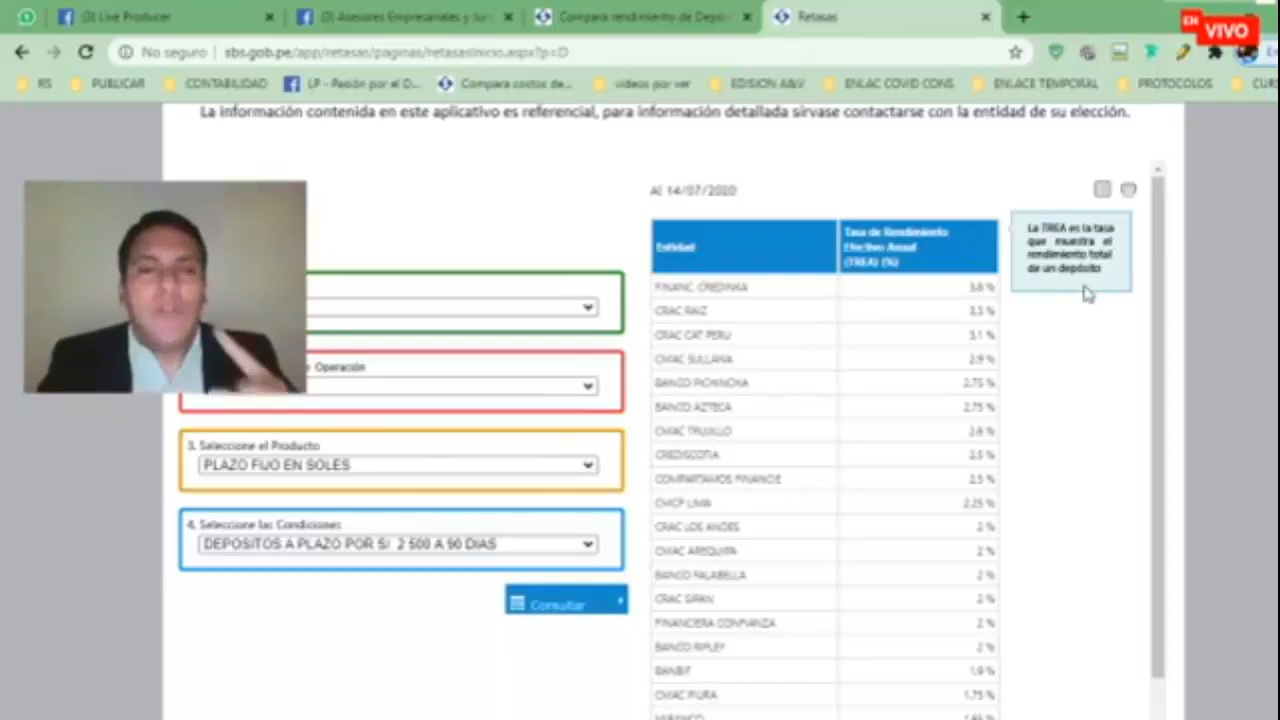 (3) Live Producer
(3) Asesores Empresariales y Jurí
Compara rendimiento de Depós
Retasas
EN VIVO
No seguro | sbs.gob.pe/app/retasas/paginas/retasasInicio.aspx?p=D
RS
PUBLICAR
CONTABILIDAD
LP - Pasión por el D...
Compara costos de...
videos por ver
EDISION A&V
ENLAC COVID CONS
ENLACE TEMPORAL
PROTOCOLOS
CUR
La información contenida en este aplicativo es referencial, para información detallada sírvase contactarse con la entidad de su elección.
Al 14/07/2020
Operación
3. Seleccione el Producto
PLAZO FIJO EN SOLES
4. Seleccione las Condiciones
DEPOSITOS A PLAZO POR S/ 2 500 A 90 DIAS
Consultar
Entidad
Tasa de Rendimiento
Efectivo Anual
(TREA) (%)
FINANC. CREDINKA 3.8 %
CRAC RAIZ 3.3 %
CRAC CAT PERU 3.1 %
CMAC SULLANA 2.9 %
BANCO PICHINCHA 2.75 %
BANCO AZTECA 2.75 %
CMAC TRUJILLO 2.6 %
CREDISCOTIA 2.5 %
COMPARTAMOS FINANCIE 2.5 %
CMCP LIMA 2.25 %
CRAC LOS ANDES 2 %
CMAC AREQUIPA 2 %
BANCO FALABELLA 2 %
CRAC SIPAN 2 %
FINANCIERA CONFIANZA 2 %
BANCO RIPLEY 2 %
BANBIF 1.9 %
CMAC PIURA 1.75 %
MIBANCO
La TREA es la tasa
que muestra el
rendimiento total
de un depósito